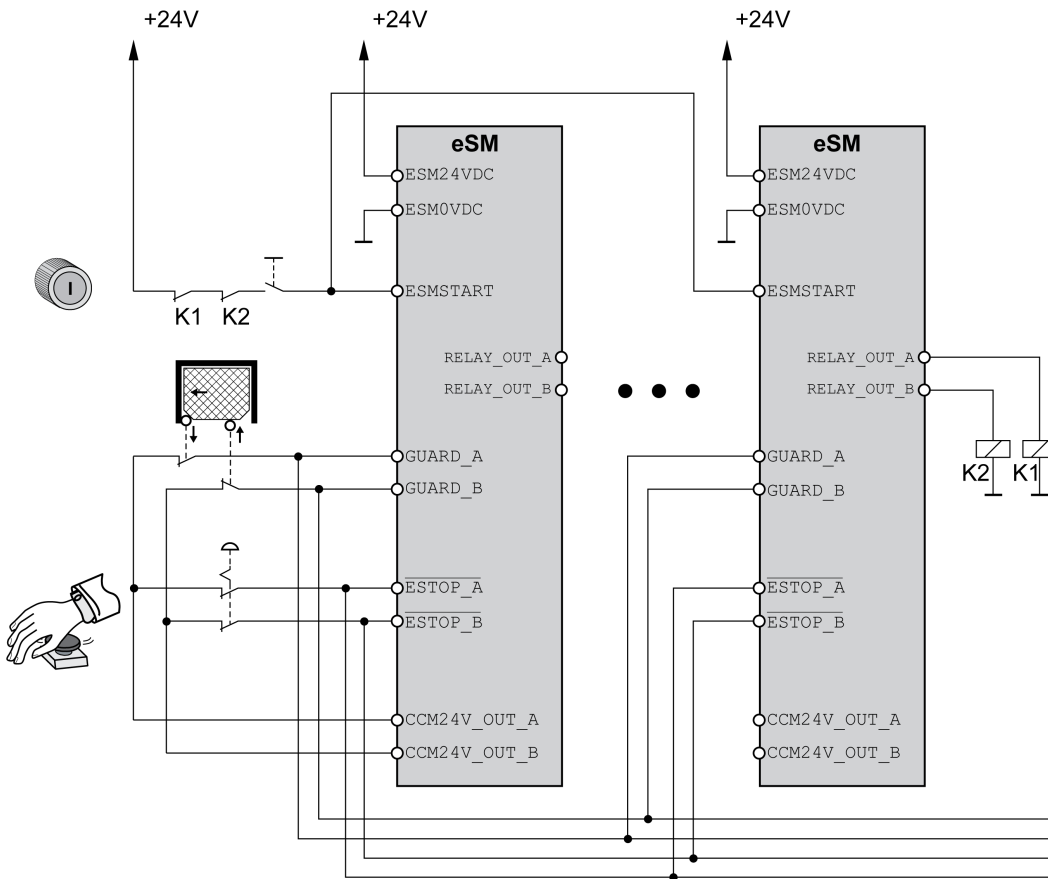 +24V +24V +24V
eSM eSM
ESM24VDC ESM24VDC
ESM0VDC ESM0VDC
I
ESMSTART ESMSTART
K1 K2
RELAY_OUT_A RELAY_OUT_A
RELAY_OUT_B RELAY_OUT_B
GUARD_A GUARD_A
K2 K1
GUARD_B GUARD_B
ESTOP_A ESTOP_A
ESTOP_B ESTOP_B
CCM24V_OUT_A CCM24V_OUT_A
CCM24V_OUT_B CCM24V_OUT_B